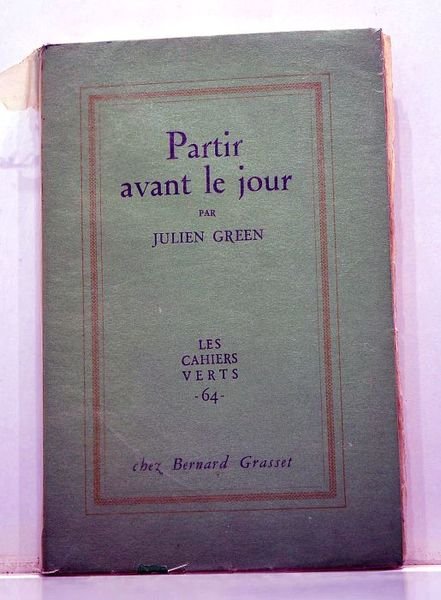 Partir
avant le jour
PAR
JULIEN GREEN
LES
CAHIERS
VERTS
-64-
chez Bernard Grasset